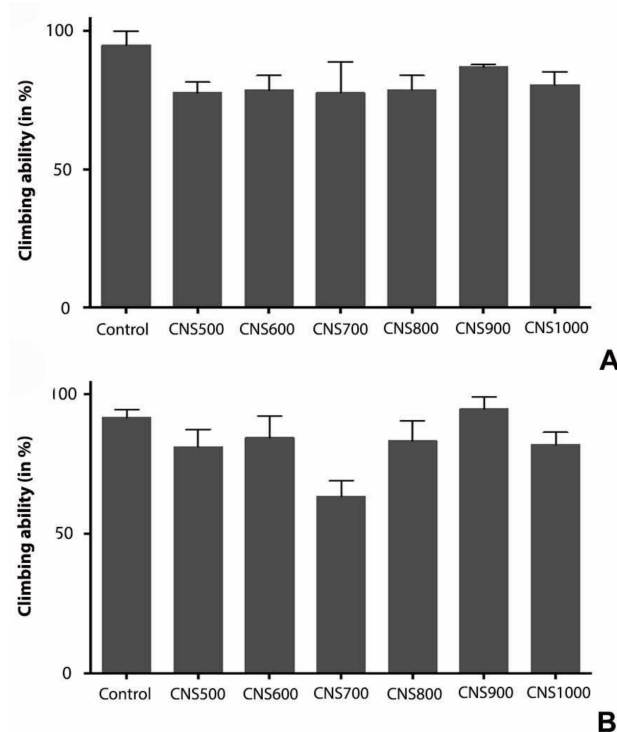 Climbing ability (in %)
100
50
0
Control CNS500 CNS600 CNS700 CNS800 CNS900 CNS1000
A
Climbing ability (in %)
100
50
0
Control CNS500 CNS600 CNS700 CNS800 CNS900 CNS1000
B